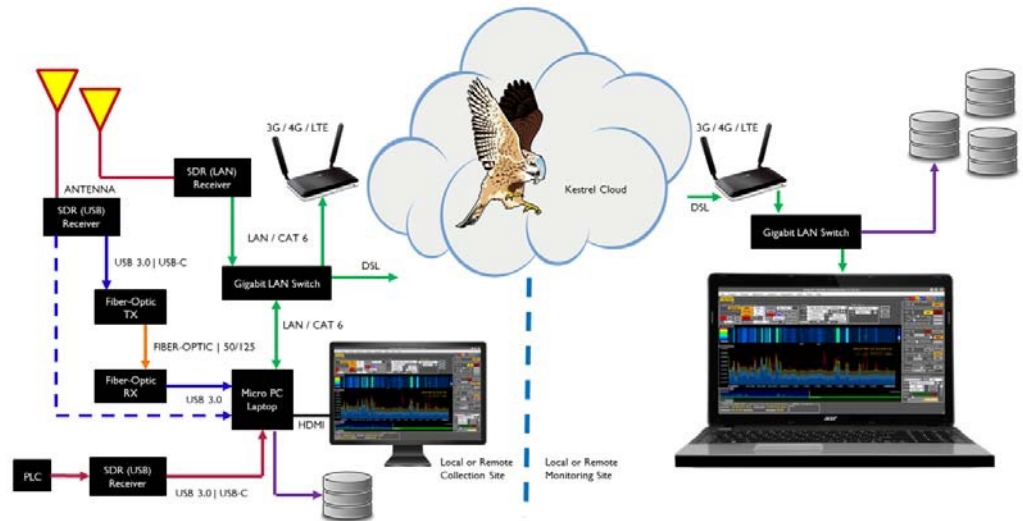 3G / 4G / LTE
3G / 4G / LTE
SDR (LAN)
Receiver
Kestrel Cloud
ANTENNA
SDR (USB)
Receiver
DSL
LAN / CAT 6
Gigabit LAN Switch
USB 3.0 | USB-C
DSL
Gigabit LAN Switch
Fiber-Optic
TX
LAN / CAT 6
FIBER-OPTIC | 50/125
Fiber-Optic
RX
USB 3.0
Micro PC
Laptop
HDMI
acer
Local or Remote
Collection Site
Local or Remote
Monitoring Site
PLC
SDR (USB)
Receiver
USB 3.0 | USB-C